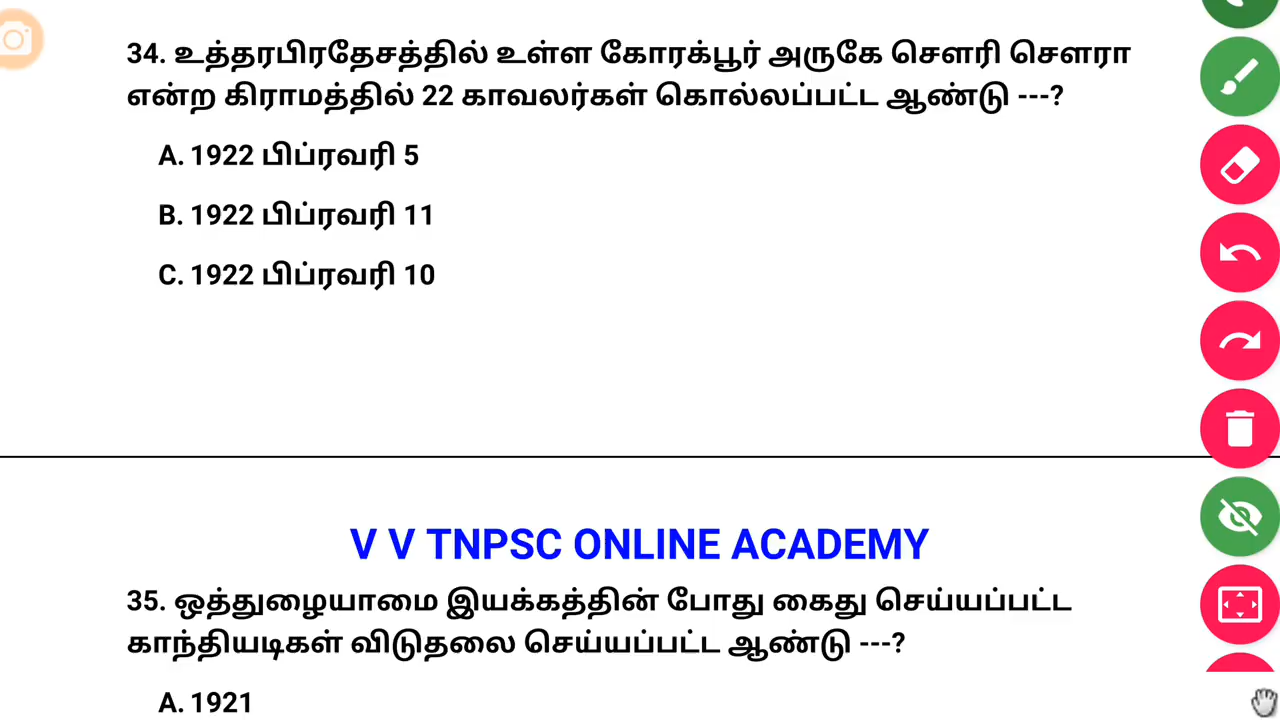 34. உத்தரபிரதேசத்தில் உள்ள கோரக்பூர் அருகே சௌரி சௌரா
என்ற கிராமத்தில் 22 காவலர்கள் கொல்லப்பட்ட ஆண்டு ---?
A. 1922 பிப்ரவரி 5
B. 1922 பிப்ரவரி 11
C. 1922 பிப்ரவரி 10
V V TNPSC ONLINE ACADEMY
35. ஒத்துழையாமை இயக்கத்தின் போது கைது செய்யப்பட்ட
காந்தியடிகள் விடுதலை செய்யப்பட்ட ஆண்டு ---?
A. 1921